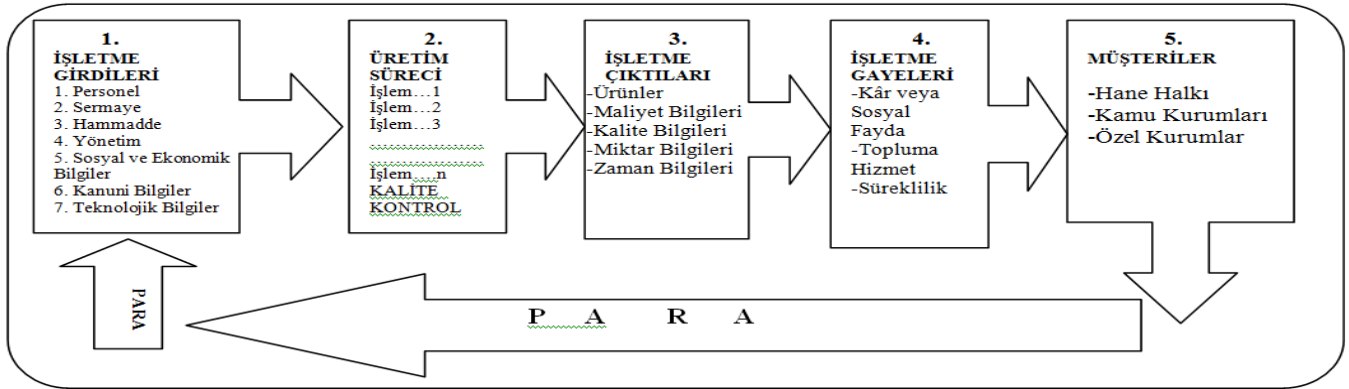 1.
İŞLETME
GİRDİLERİ
1. Personel
2. Sermaye
3. Hammadde
4. Yönetim
5. Sosyal ve Ekonomik
Bilgiler
6. Kanuni Bilgiler
7. Teknolojik Bilgiler
2.
ÜRETİM
SÜRECİ
İşlem…1
İşlem…2
İşlem…3
........................
........................
İşlem....n
KALİTE
KONTROL
3.
İŞLETME
ÇIKTILARI
-Ürünler
-Maliyet Bilgileri
-Kalite Bilgileri
-Miktar Bilgileri
-Zaman Bilgileri
4.
İŞLETME
GAYELERİ
-Kâr veya
Sosyal
Fayda
-Topluma
Hizmet
-Süreklilik
5.
MÜŞTERİLER
-Hane Halkı
-Kamu Kurumları
-Özel Kurumlar
PARA
P A R A